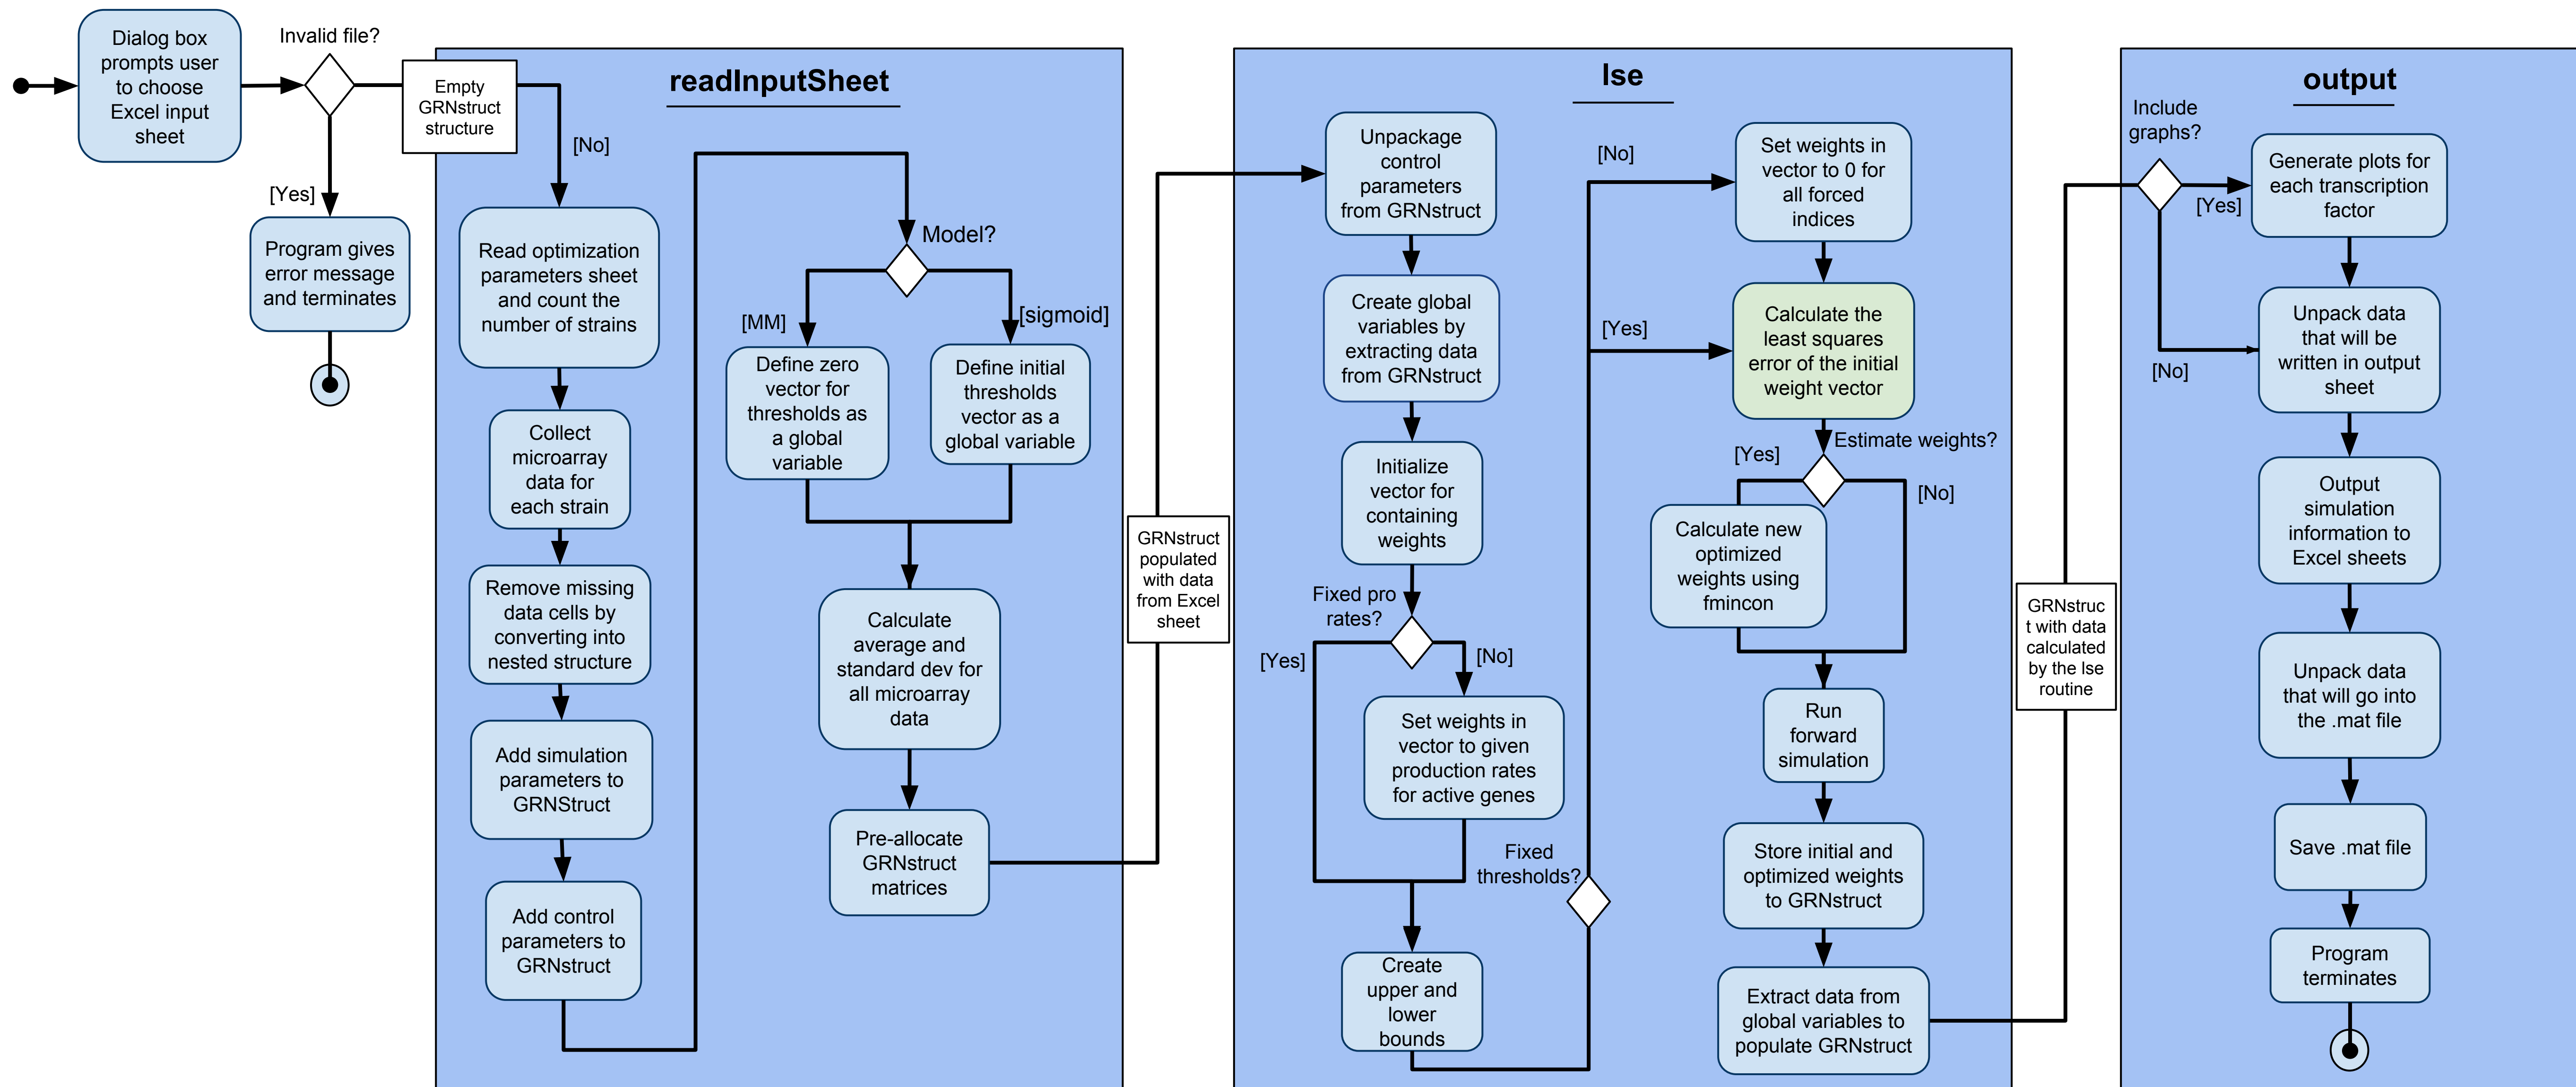 Dialog box
prompts user
to choose
Excel input
sheet
Invalid file?
[Yes]
Program gives
error message
and terminates
Empty
GRNstruct
structure
[No]
readInputSheet
Read optimization
parameters sheet
and count the
number of strains
Collect
microarray
data for
each strain
Remove missing
data cells by
converting into
nested structure
Add simulation
parameters to
GRNStruct
Add control
parameters to
GRNstruct
Model?
[MM]
[sigmoid]
Define zero
vector for
thresholds as
a global
variable
Define initial
thresholds
vector as a
global variable
Calculate
average and
standard dev for
all microarray
data
Pre-allocate
GRNstruct
matrices
GRNstruct
populated
with data
from Excel
sheet
lse
Unpackage
control
parameters
from GRNstruct
Create global
variables by
extracting data
from GRNstruct
Initialize
vector for
containing
weights
Fixed pro
rates?
[Yes]
[No]
Set weights in
vector to given
production rates
for active genes
Create
upper and
lower
bounds
Fixed
thresholds?
[No]
[Yes]
Set weights in
vector to 0 for
all forced
indices
Calculate the
least squares
error of the initial
weight vector
Estimate weights?
[Yes]
[No]
Calculate new
optimized
weights using
fmincon
Run
forward
simulation
Store initial and
optimized weights
to GRNstruct
Extract data from
global variables to
populate GRNstruct
GRNstruc
t with data
calculated
by the lse
routine
output
Include
graphs?
[Yes]
[No]
Generate plots for
each transcription
factor
Unpack data
that will be
written in output
sheet
Output
simulation
information to
Excel sheets
Unpack data
that will go into
the .mat file
Save .mat file
Program
terminates